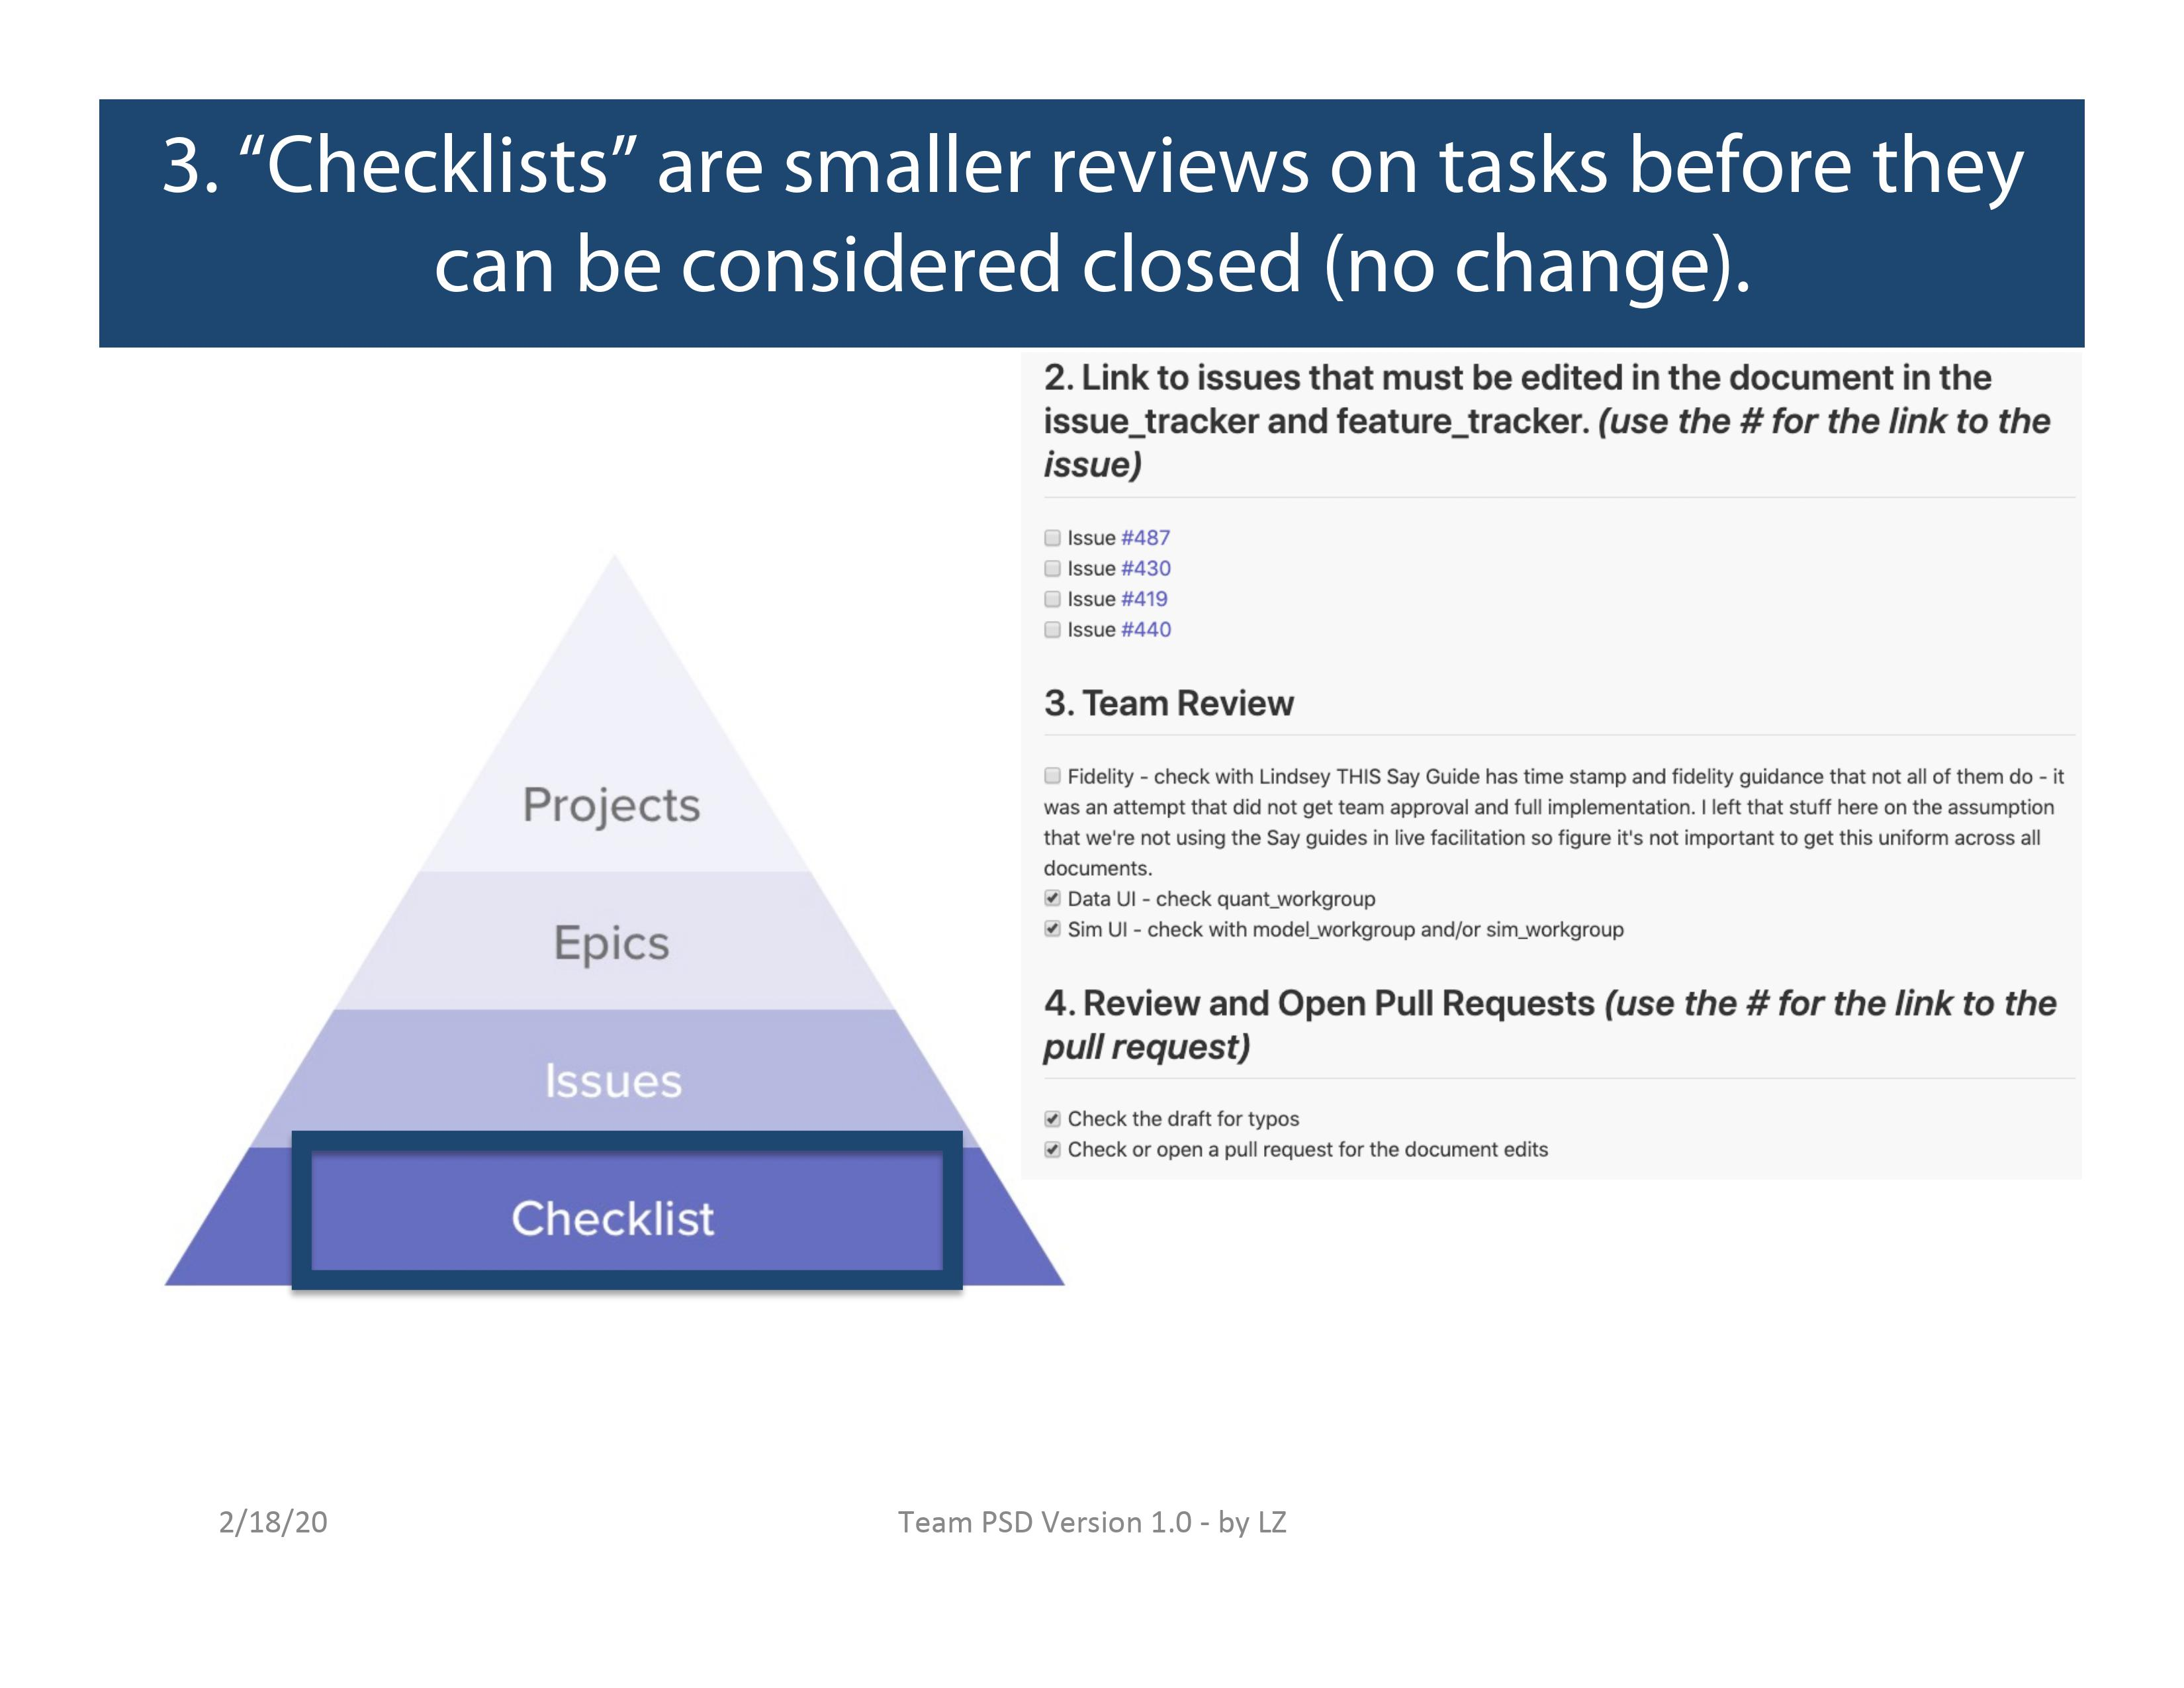 3. “Checklists” are smaller reviews on tasks before they
can be considered closed (no change).
Projects
Epics
Issues
Checklist
2. Link to issues that must be edited in the document in the
issue_tracker and feature_tracker. (use the # for the link to the
issue)
Issue #487
Issue #430
Issue #419
Issue #440
3. Team Review
Fidelity - check with Lindsey THIS Say Guide has time stamp and fidelity guidance that not all of them do - it
was an attempt that did not get team approval and full implementation. I left that stuff here on the assumption
that we're not using the Say guides in live facilitation so figure it's not important to get this uniform across all
documents.
Data UI - check quant_workgroup
Sim UI - check with model_workgroup and/or sim_workgroup
4. Review and Open Pull Requests (use the # for the link to the
pull request)
Check the draft for typos
Check or open a pull request for the document edits
2/18/20
Team PSD Version 1.0 - by LZ